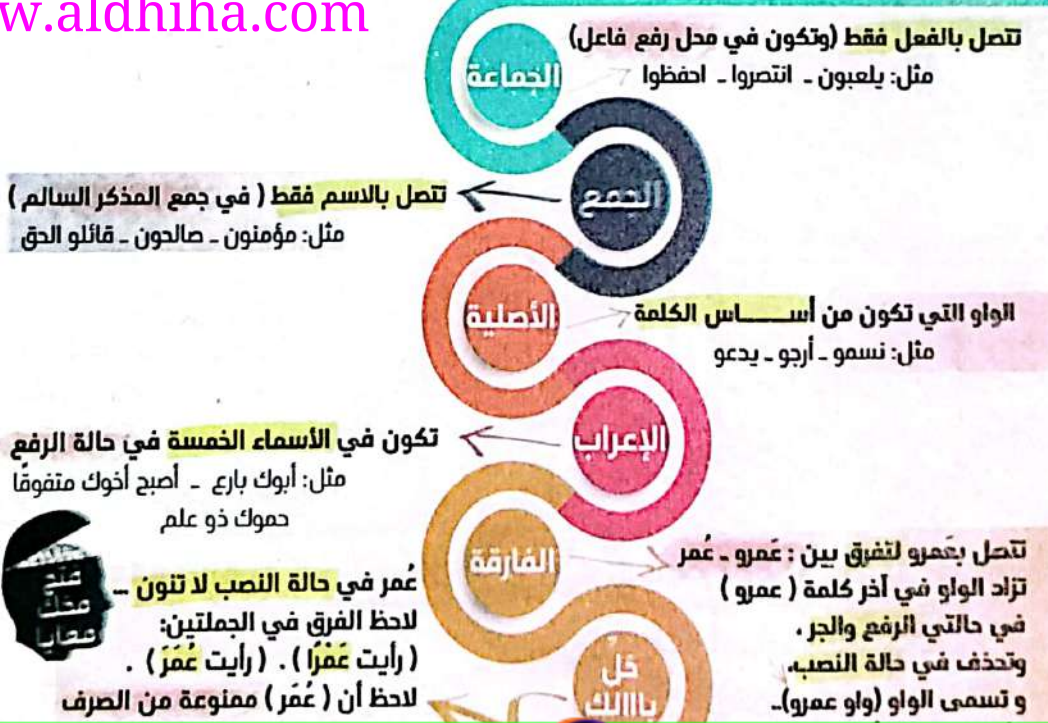 w.aldhiha.com
تتصل بالفعل فقط (وتكون في محل رفع فاعل)
الجماعة
مثل: يلعبون ـ انتصروا ـ احفظوا
الجمع
تتصل بالاسم فقط ( في جمع المذكر السالم )
مثل: مؤمنون ـ صالحون ـ قائلو الحق
الأصلية
الواو التي تكون من أســـــاس الكلمة
مثل: نسمو ـ أرجو ـ يدعو
الإعراب
تكون في الأسماء الخمسة في حالة الرفع
مثل: أبوك بارع ـ أصبح أخوك متفوقًا
حموك ذو علم
الفارقة
تتصل بعَمرو لتفرق بين : عَمرو ـ عُمر
تزاد الواو في آخر كلمة ( عمرو )
في حالتي الرفع والجر .
وتحذف في حالة النصب.
و تسمى الواو (واو عمرو)ـ
فتح
مخك
معايا
عُمر في حالة النصب لا تنون ...
لاحظ الفرق في الجملتين:
( رأيت عَمْرًا ) . ( رأيت عُمَرَ ) .
لاحظ أن ( عُمَر ) ممنوعة من الصرف
خل
باااالك